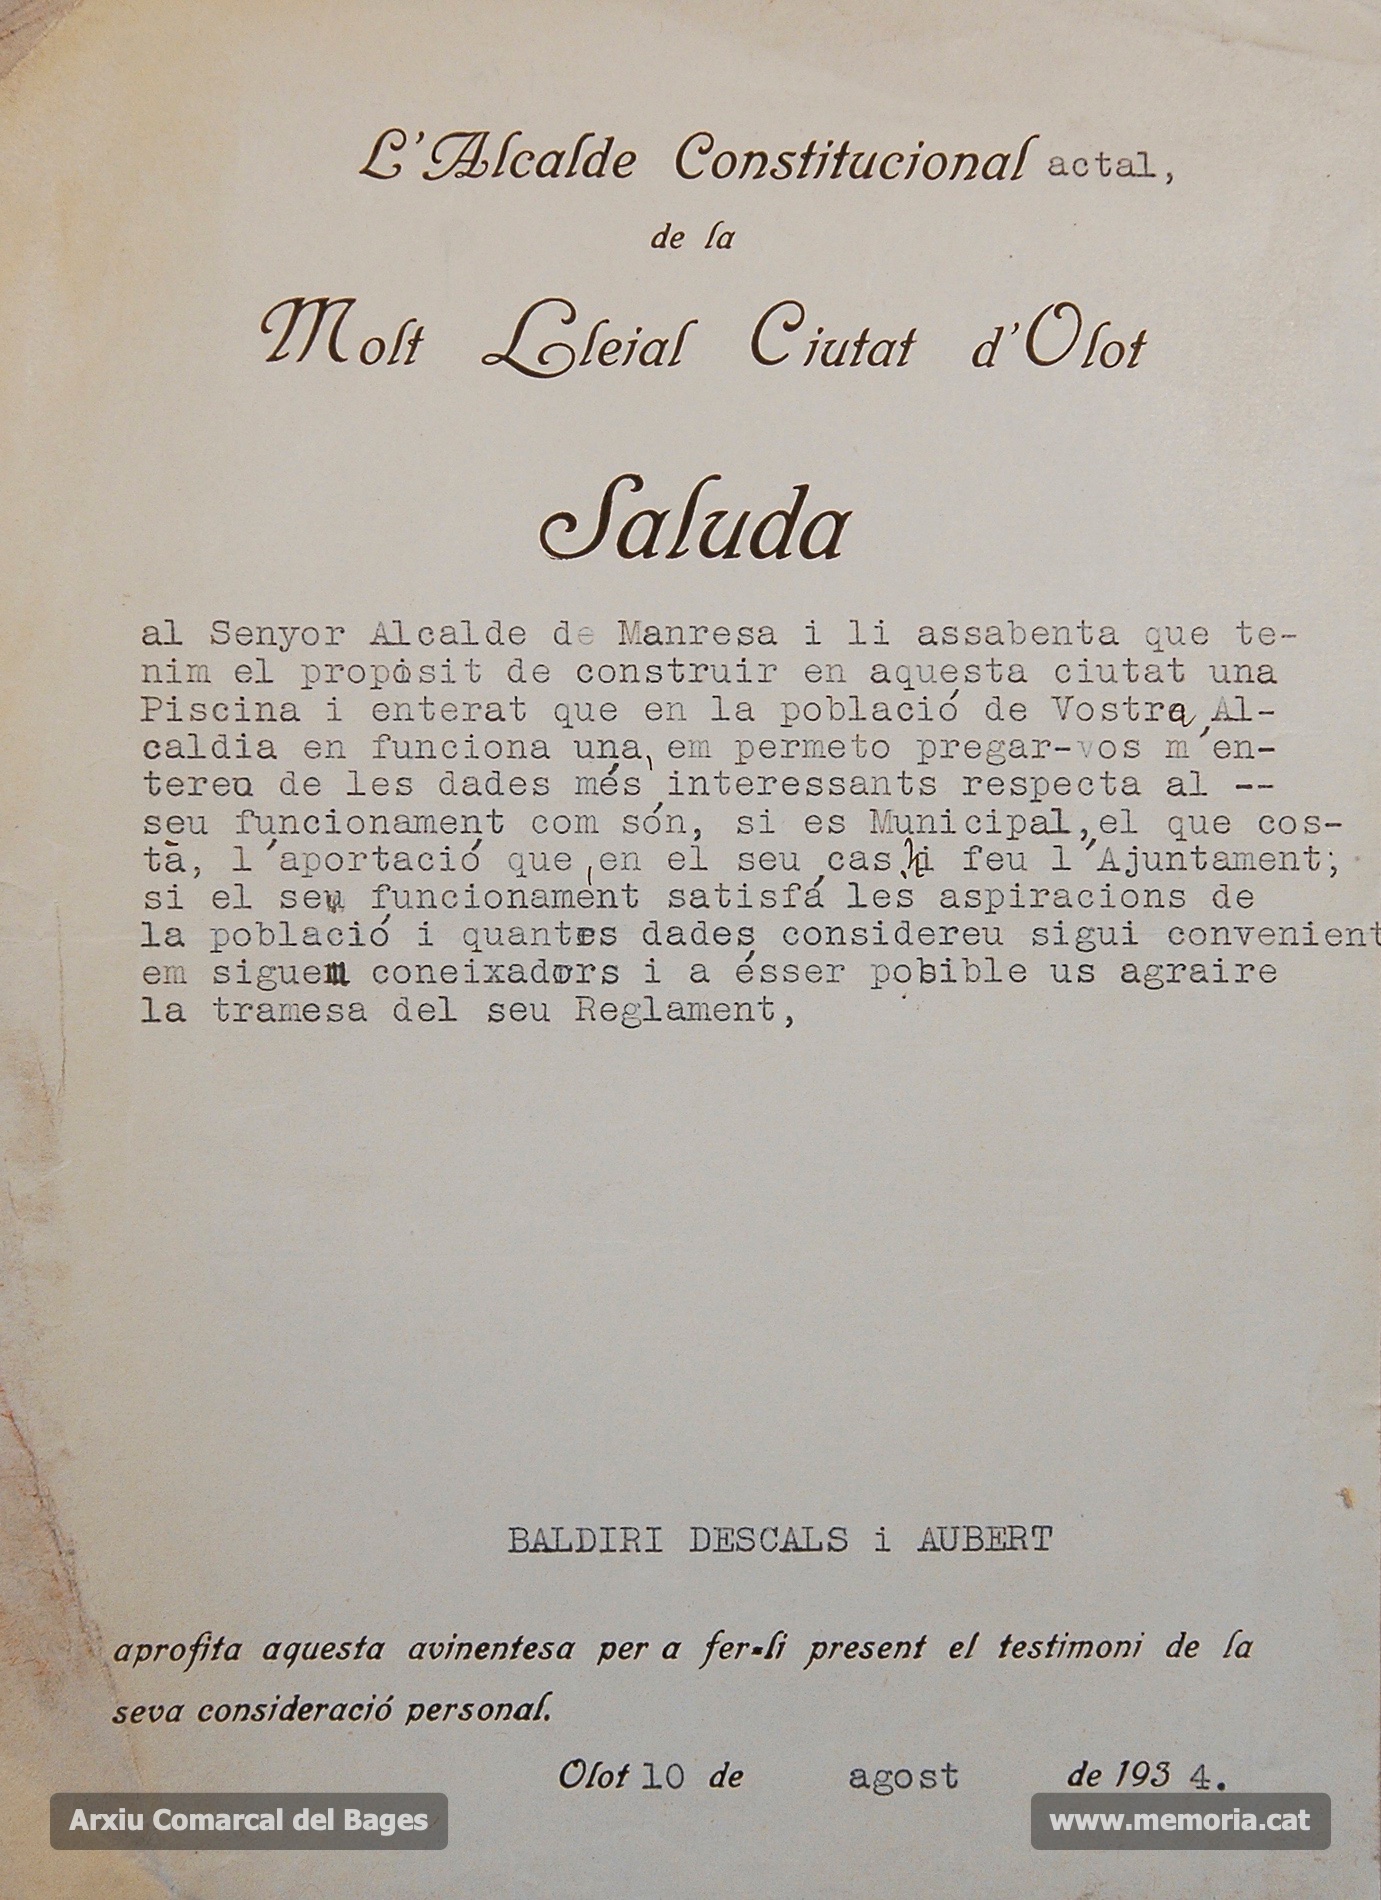 L'Alcalde Constitucional actal,
de la
Molt Lleial Ciutat d'Olot
Saluda
al Senyor Alcalde de Manresa i li assabenta que te-
nim el propòsit de construir en aquesta ciutat una
Piscina i enterat que en la població de Vostra Al-
caldia en funciona una, em permeto pregar-vos m'en-
tereu de les dades més interessants respecta al --
seu funcionament com són, si es Municipal, el que cos-
tà, l'aportació que, en el seu cas hi feu l'Ajuntament;
si el seu funcionament satisfá les aspiracions de
la població i quantes dades considereu sigui convenient
em siguem coneixadors i a ésser posible us agraire
la tramesa del seu Reglament,
BALDIRI DESCALS i AUBERT
aprofita aquesta avinentesa per a fer-li present el testimoni de la
seva consideració personal.
Olot 10 de agost de 1934.
Arxiu Comarcal del Bages
www.memoria.cat